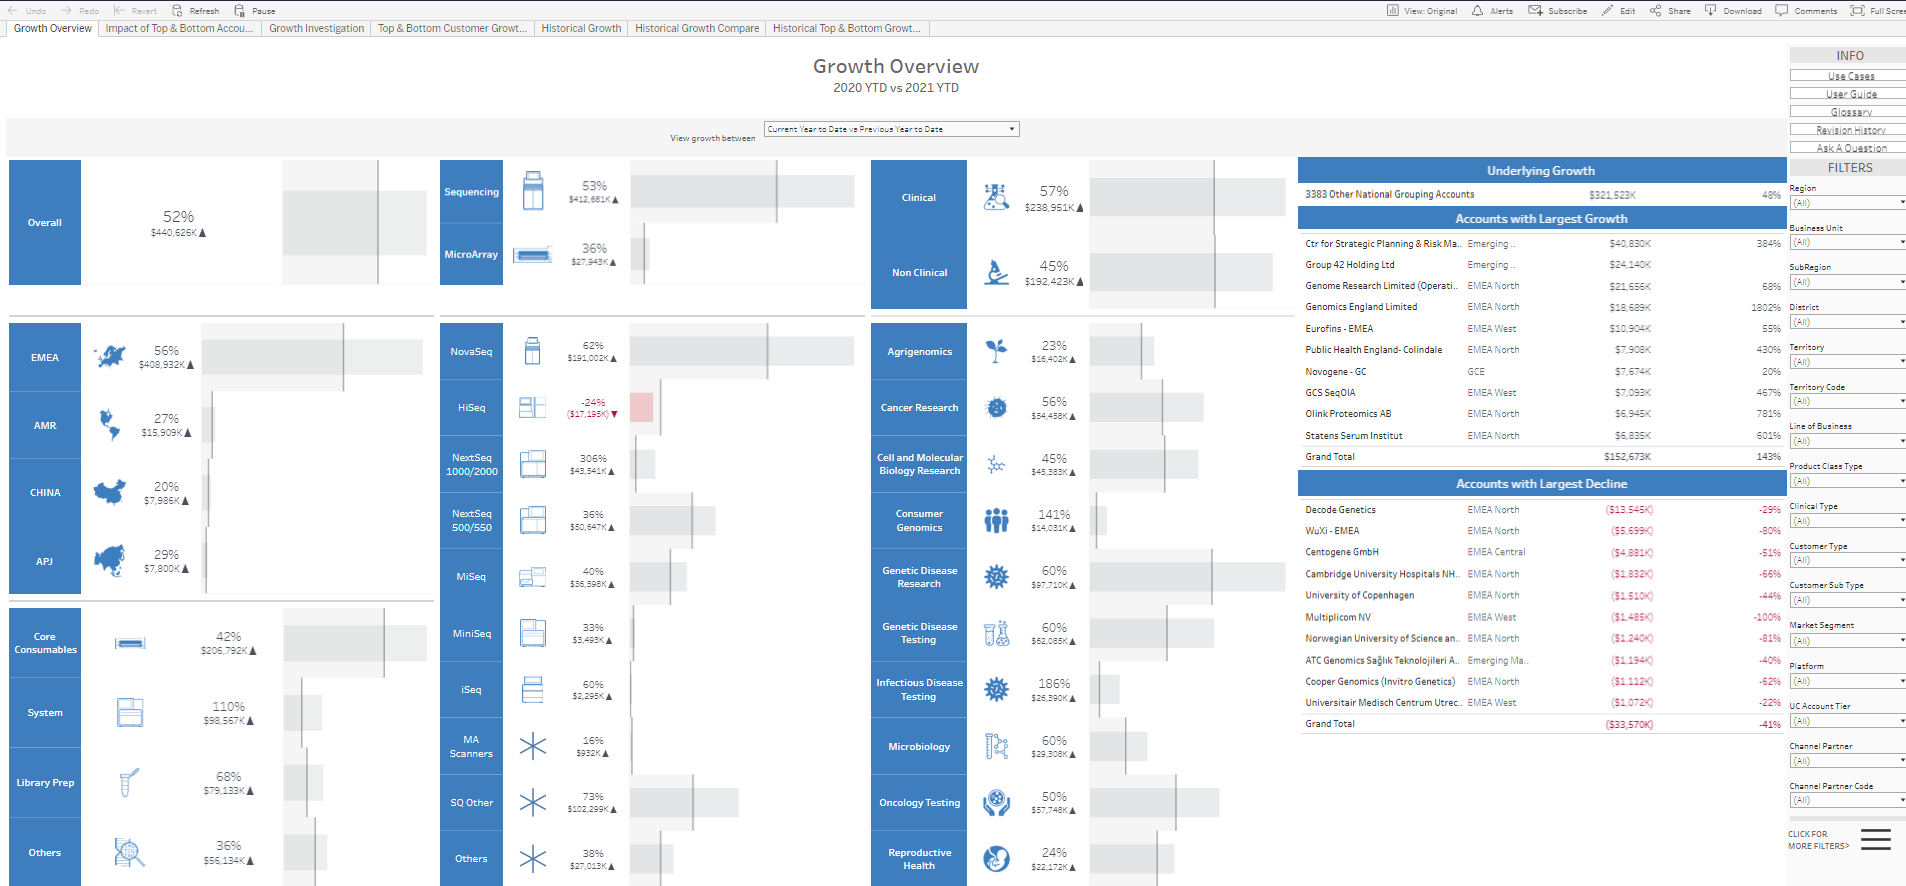 Undo Redo Revert Refresh Pause View: Original Alerts Subscribe Edit Share Download Comments Full Scree
Growth Overview Impact of Top & Bottom Accou... Growth Investigation Top & Bottom Customer Growt... Historical Growth Historical Growth Compare Historical Top & Bottom Growt...
Growth Overview
2020 YTD vs 2021 YTD
View growth between Current Year to Date vs Previous Year to Date
Overall
52%
$440,626K▲
EMEA
56%
$408,932K▲
AMR
27%
$15,909K▲
CHINA
20%
$7,986K▲
APJ
29%
$7,800K▲
Core
Consumables
42%
$206,792K▲
System
110%
$98,567K▲
Library Prep
68%
$79,133K▲
Others
36%
$56,134K▲
Sequencing
53%
$412,681K▲
MicroArray
36%
$27,943K▲
NovaSeq
62%
$191,002K▲
HiSeq
-24%
($17,195K)▼
NextSeq
1000/2000
306%
$43,541K▲
NextSeq
500/550
36%
$50,647K▲
MiSeq
40%
$36,598K▲
MiniSeq
33%
$3,493K▲
iSeq
60%
$2,295K▲
MA
Scanners
16%
$932K▲
SQ Other
73%
$102,299K▲
Others
38%
$27,013K▲
Clinical
57%
$238,951K▲
Non Clinical
45%
$192,423K▲
Agrigenomics
23%
$16,402K▲
Cancer Research
56%
$54,458K▲
Cell and Molecular
Biology Research
45%
$45,383K▲
Consumer
Genomics
141%
$14,031K▲
Genetic Disease
Research
60%
$97,710K▲
Genetic Disease
Testing
60%
$62,085K▲
Infectious Disease
Testing
186%
$26,390K▲
Microbiology
60%
$29,308K▲
Oncology Testing
50%
$57,748K▲
Reproductive
Health
24%
$22,172K▲
Underlying Growth
3383 Other National Grouping Accounts $321,523K 48%
Accounts with Largest Growth
Ctr for Strategic Planning & Risk Ma.. Emerging .. $40,830K 384%
Group 42 Holding Ltd Emerging .. $24,140K
Genome Research Limited (Operati.. EMEA North $21,656K 68%
Genomics England Limited EMEA North $18,689K 1802%
Eurofins - EMEA EMEA West $10,904K 55%
Public Health England- Colindale EMEA North $7,908K 430%
Novogene - GC GCE $7,674K 20%
GCS SeqOIA EMEA West $7,093K 467%
Olink Proteomics AB EMEA North $6,945K 781%
Statens Serum Institut EMEA North $6,835K 601%
Grand Total $152,673K 143%
Accounts with Largest Decline
Decode Genetics EMEA North ($13,545K) -29%
WuXi - EMEA EMEA North ($5,699K) -80%
Centogene GmbH EMEA Central ($4,881K) -51%
Cambridge University Hospitals NH.. EMEA North ($1,832K) -66%
University of Copenhagen EMEA North ($1,510K) -44%
Multiplicom NV EMEA West ($1,485K) -100%
Norwegian University of Science an.. EMEA North ($1,240K) -81%
ATC Genomics Sağlık Teknolojileri A.. Emerging Ma.. ($1,194K) -40%
Cooper Genomics (Invitro Genetics) EMEA North ($1,112K) -62%
Universitair Medisch Centrum Utrec.. EMEA West ($1,072K) -22%
Grand Total ($33,570K) -41%
INFO
Use Cases
User Guide
Glossary
Revision History
Ask A Question
FILTERS
Region
(All)
Business Unit
(All)
SubRegion
(All)
District
(All)
Territory
(All)
Territory Code
(All)
Line of Business
(All)
Product Class Type
(All)
Clinical Type
(All)
Customer Type
(All)
Customer Sub Type
(All)
Market Segment
(All)
Platform
(All)
UC Account Tier
(All)
Channel Partner
(All)
Channel Partner Code
(All)
CLICK FOR
MORE FILTERS>